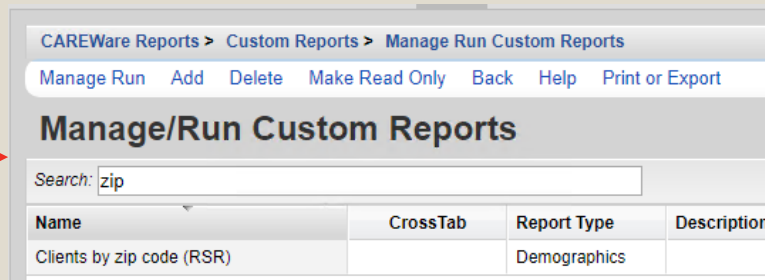 CAREWare Reports > Custom Reports > Manage Run Custom Reports
Manage Run Add Delete Make Read Only Back Help Print or Export
Manage/Run Custom Reports
Search: zip
Name CrossTab Report Type Description
Clients by zip code (RSR) Demographics